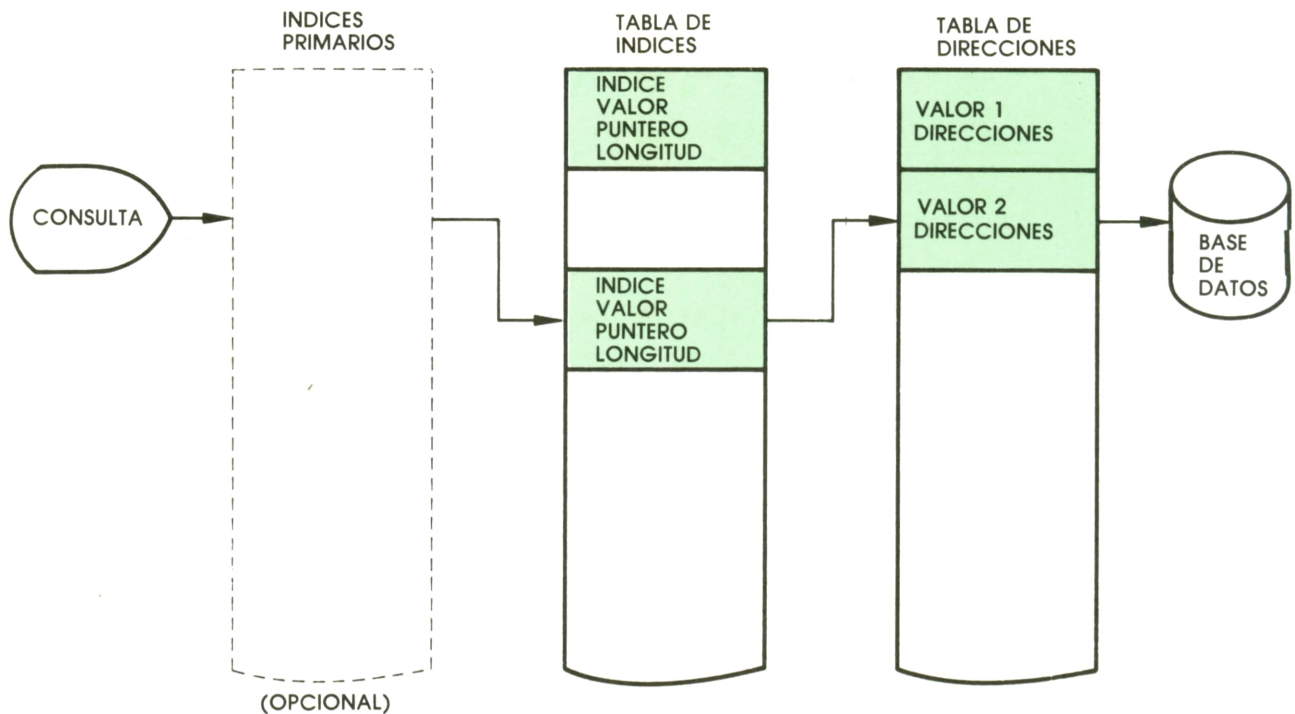 INDICES
PRIMARIOS
TABLA DE
INDICES
TABLA DE
DIRECCIONES
CONSULTA
INDICE
VALOR
PUNTERO
LONGITUD
INDICE
VALOR
PUNTERO
LONGITUD
VALOR 1
DIRECCIONES
VALOR 2
DIRECCIONES
BASE
DE
DATOS
(OPCIONAL)